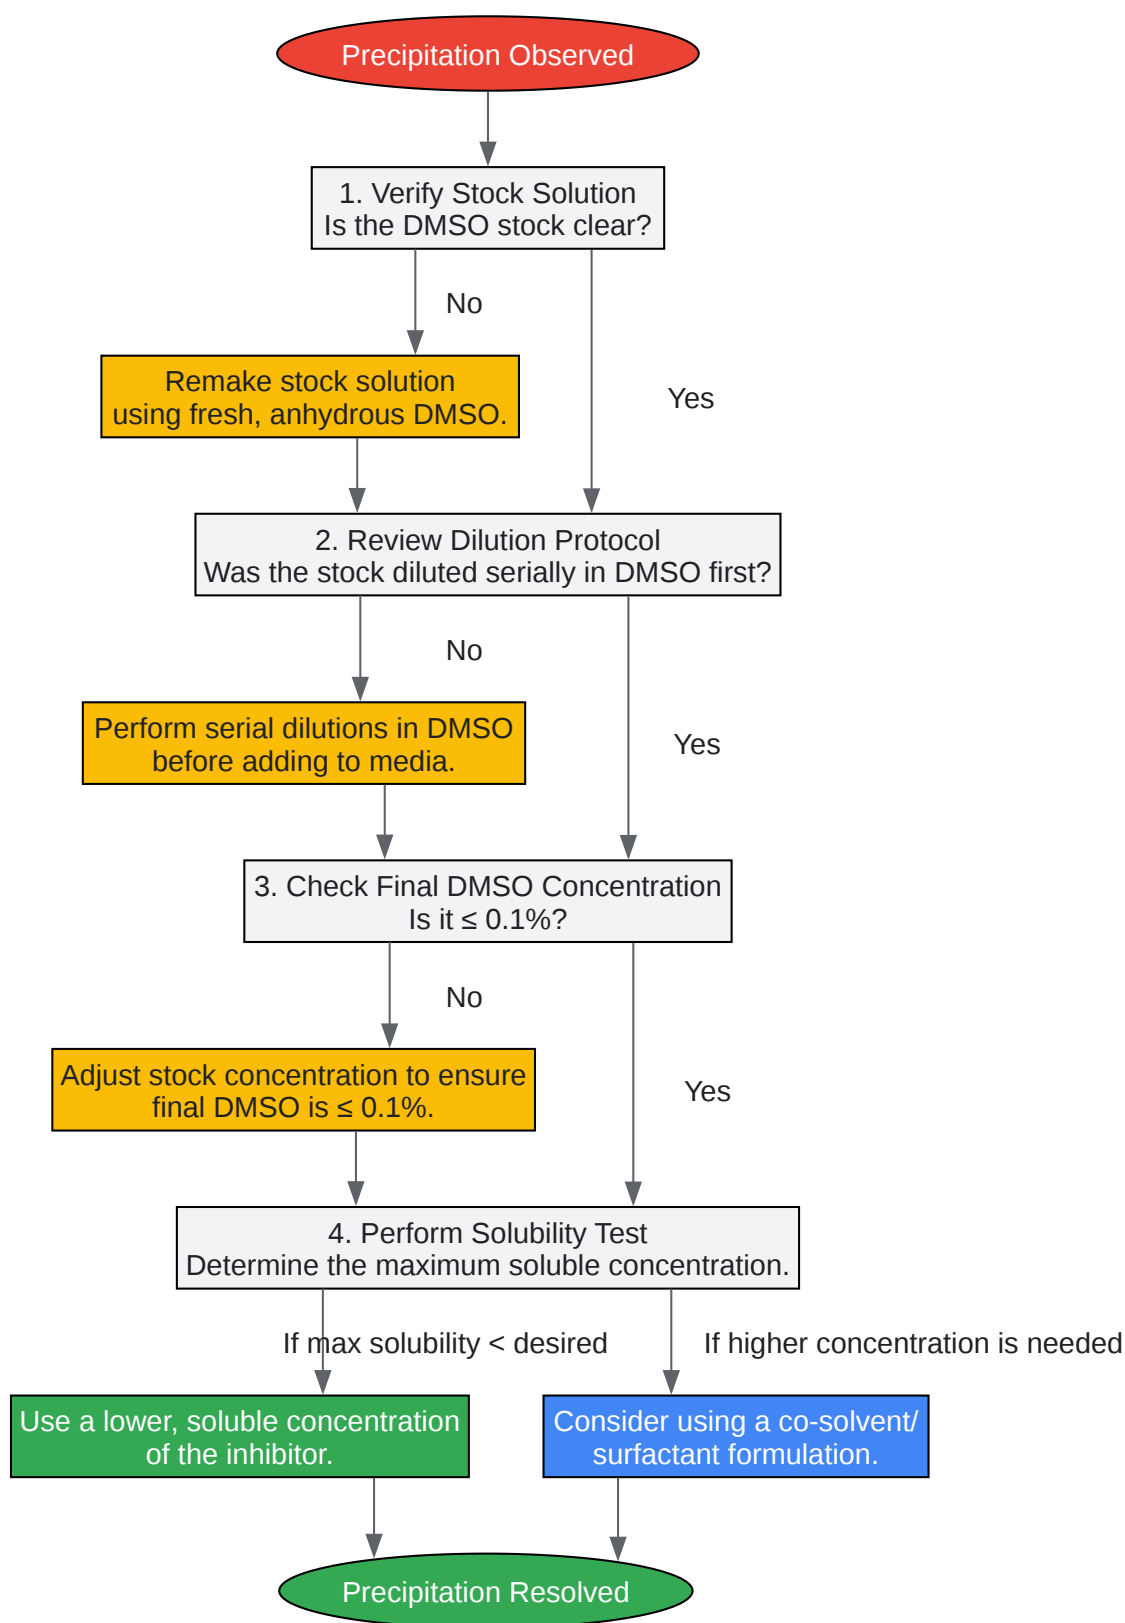 Precipitation Observed
1. Verify Stock Solution
Is the DMSO stock clear?
No
Remake stock solution
using fresh, anhydrous DMSO.
Yes
2. Review Dilution Protocol
Was the stock diluted serially in DMSO first?
No
Perform serial dilutions in DMSO
before adding to media.
Yes
3. Check Final DMSO Concentration
Is it ≤ 0.1%?
No
Adjust stock concentration to ensure
final DMSO is ≤ 0.1%.
Yes
4. Perform Solubility Test
Determine the maximum soluble concentration.
If max solubility < desired
If higher concentration is needed
Use a lower, soluble concentration
of the inhibitor.
Consider using a co-solvent/
surfactant formulation.
Precipitation Resolved